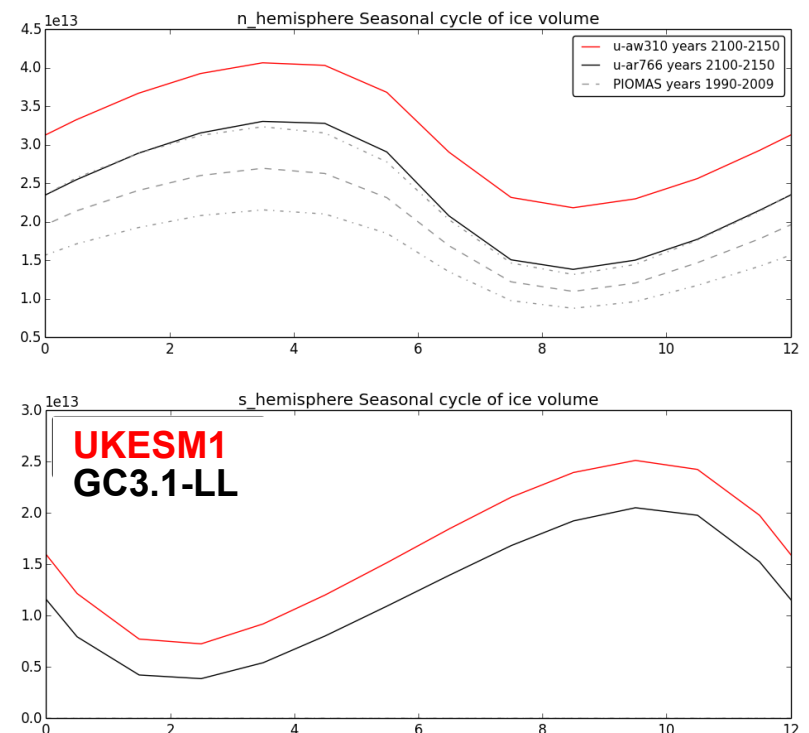 n_hemisphere Seasonal cycle of ice volume
1e13
4.5
4.0
3.5
3.0
2.5
2.0
1.5
1.0
0.5
u-aw310 years 2100-2150
u-ar766 years 2100-2150
PIOMAS years 1990-2009
0 2 4 6 8 10 12
s_hemisphere Seasonal cycle of ice volume
1e13
3.0
2.5
2.0
1.5
1.0
0.5
0.0
UKESM1
GC3.1-LL
0 2 4 6 8 10 12